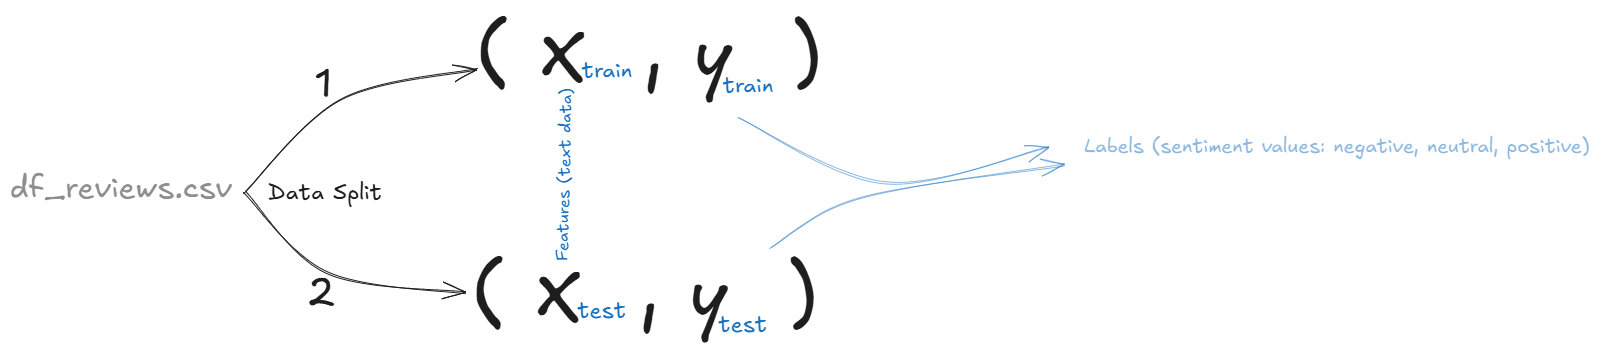 1
( x train , y train )
Features (text data)
Labels (sentiment values: negative, neutral, positive)
df_reviews.csv
Data Split
2
( x test , y test )